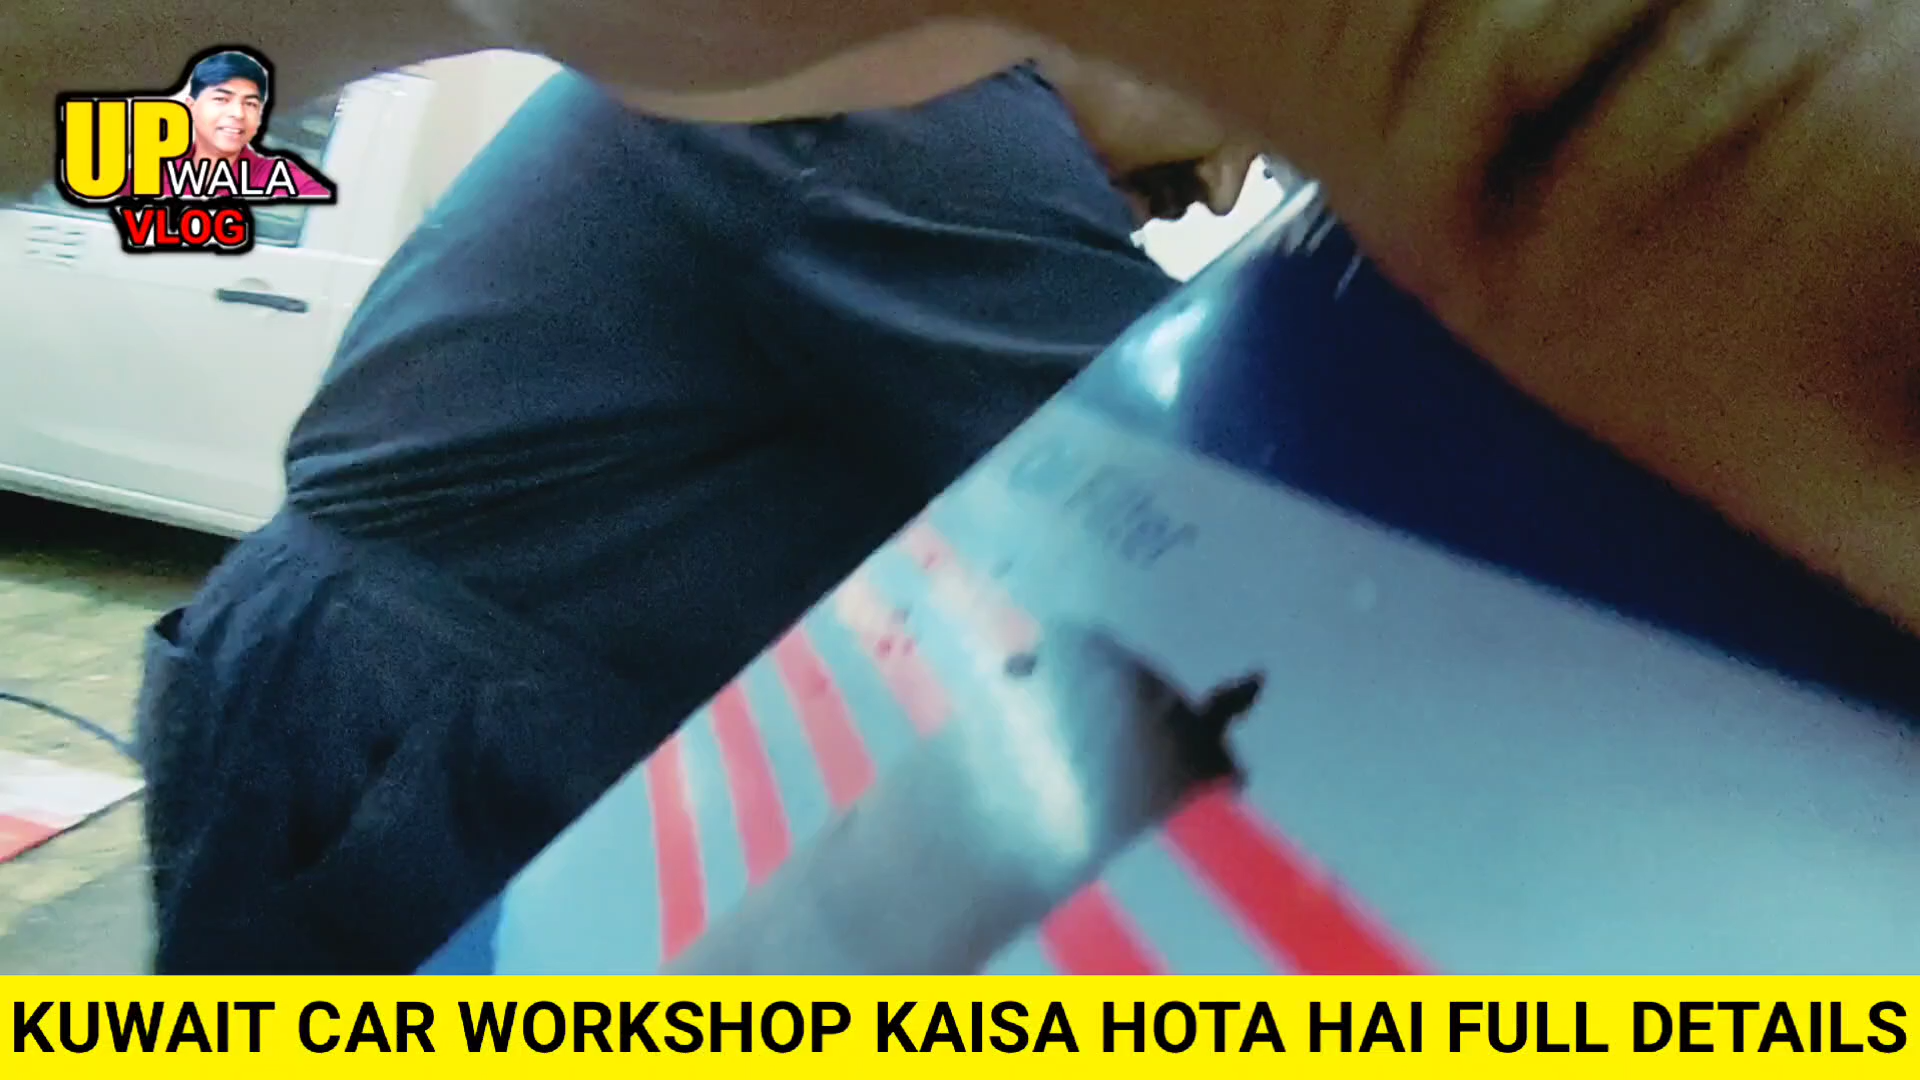 UP
WALA
VLOG
KUWAIT CAR WORKSHOP KAISA HOTA HAI FULL DETAILS